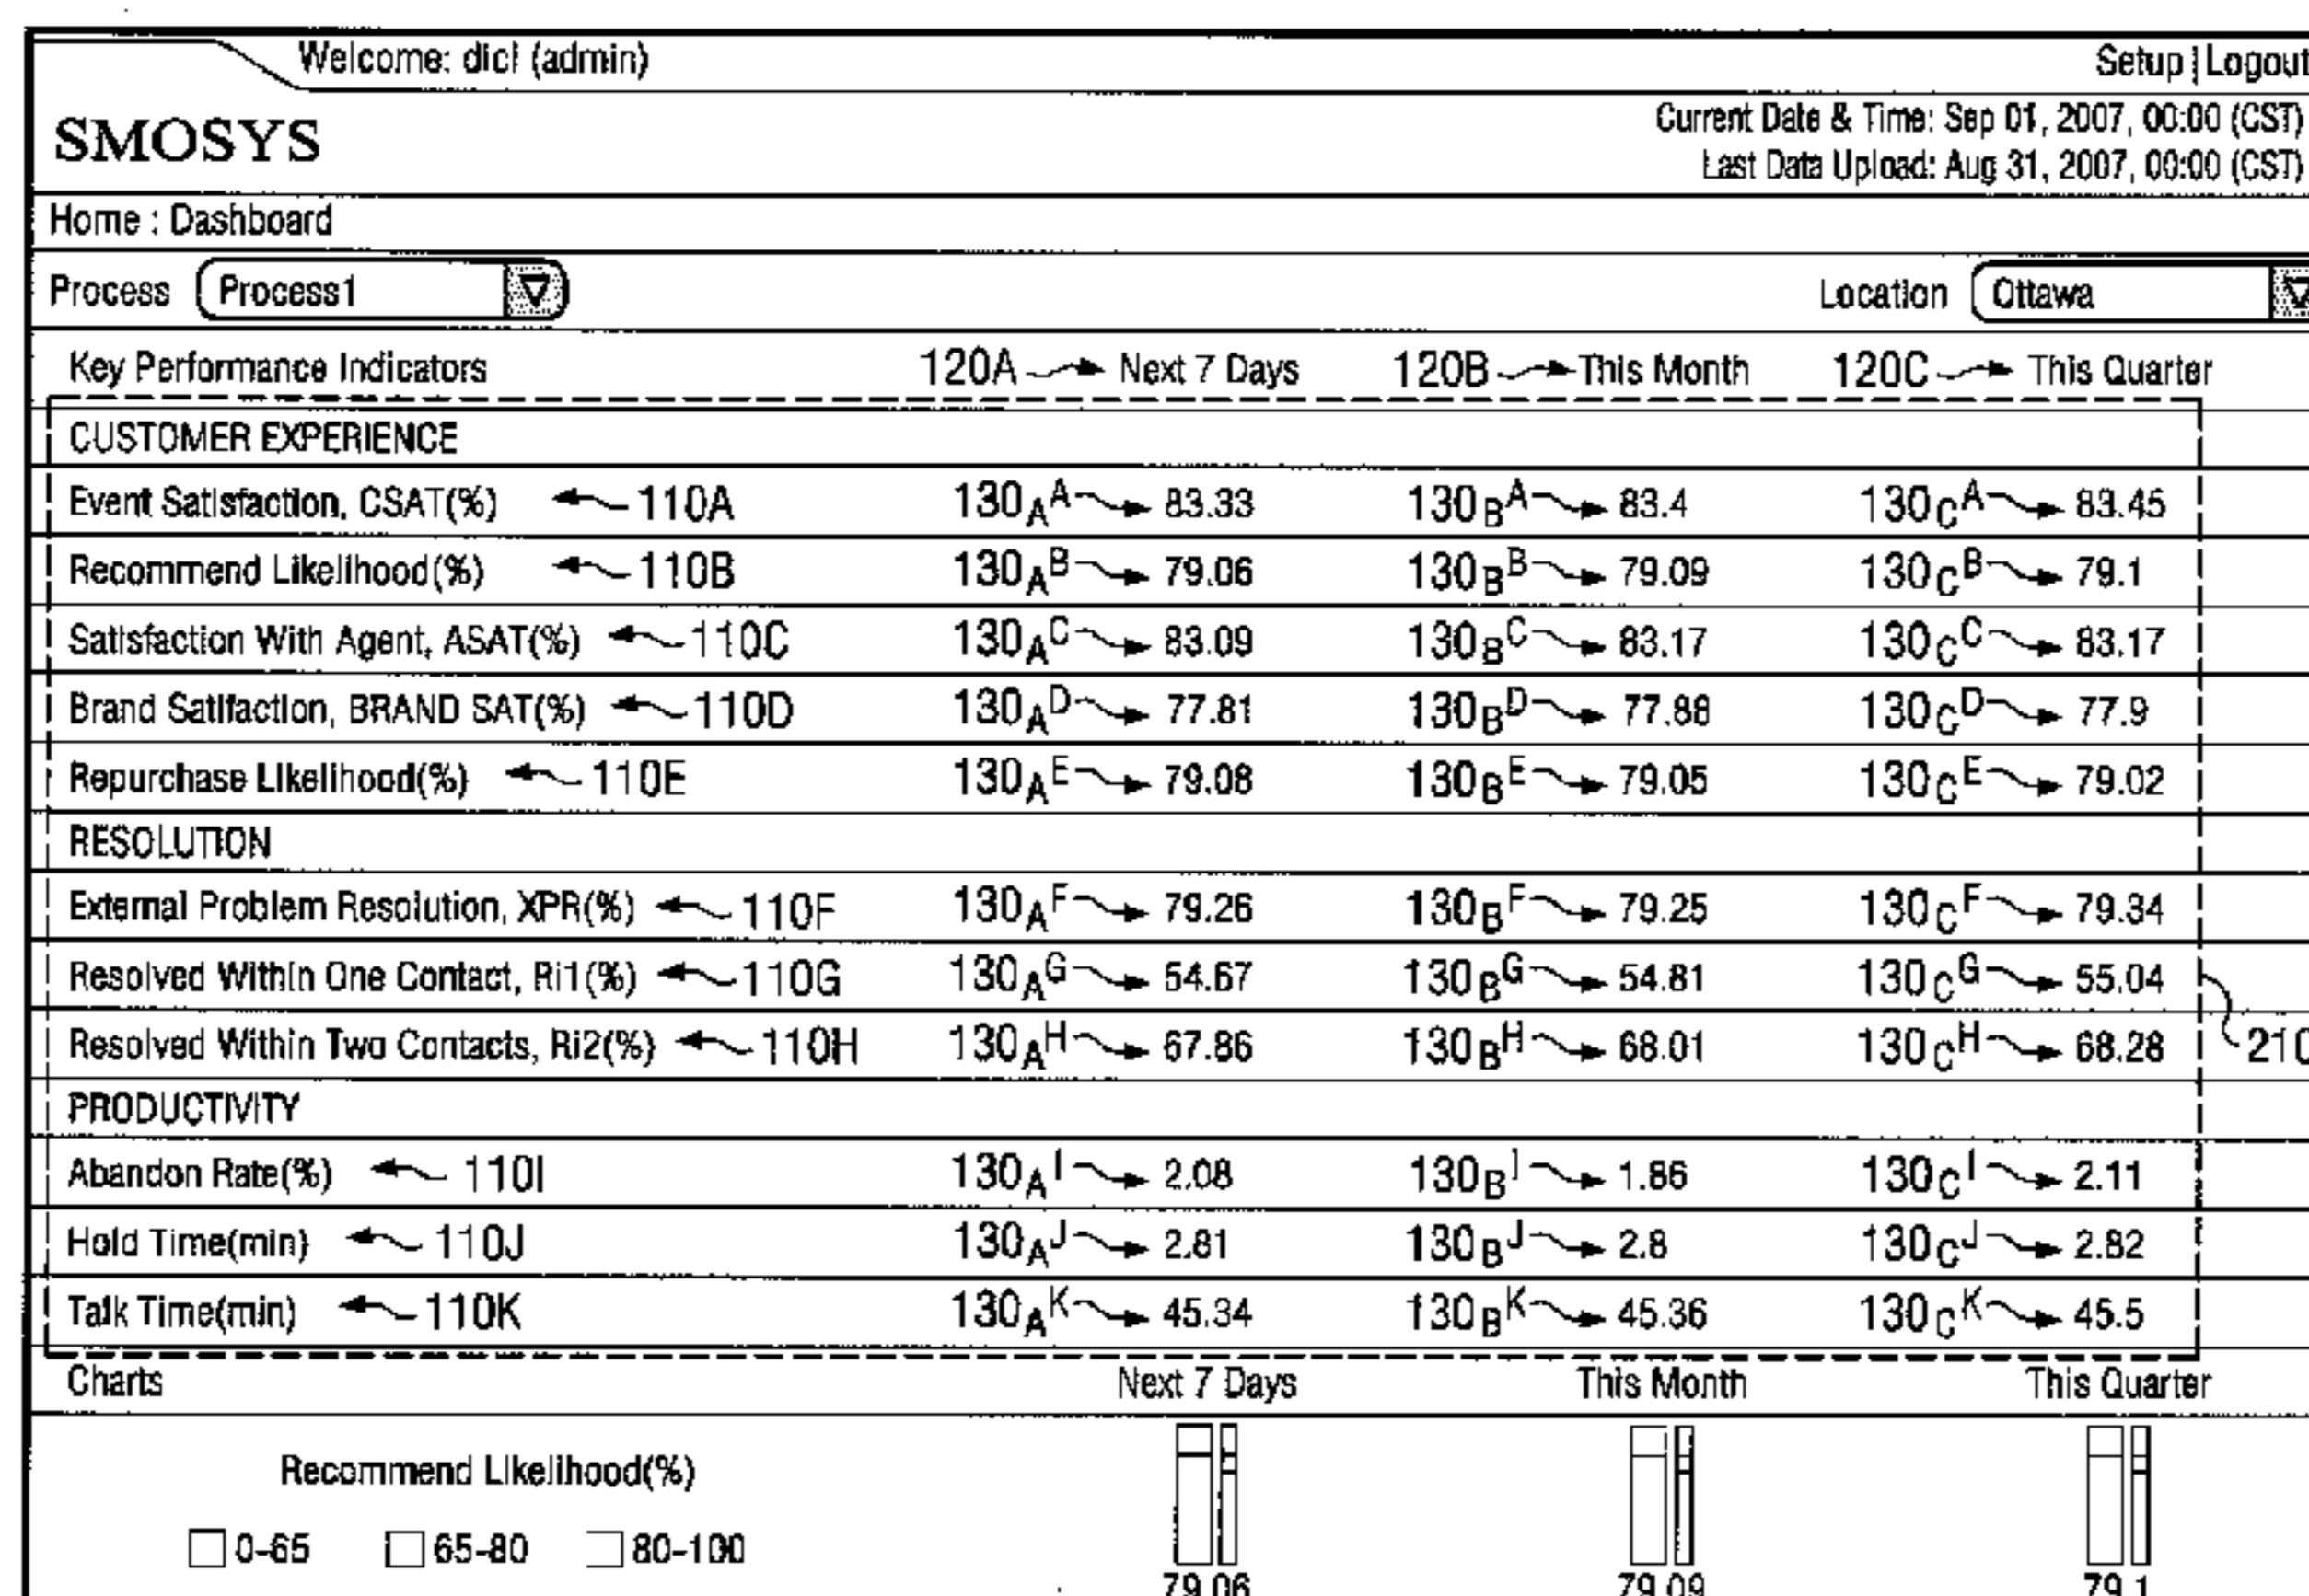 Welcome: dicl (admin) Setup | Logout
SMOSYS
Current Date & Time: Sep 01, 2007, 00:00 (CST)
Last Data Upload: Aug 31, 2007, 00:00 (CST)
Home : Dashboard
Process Process1 Location Ottawa
Key Performance Indicators 120A Next 7 Days 120B This Month 120C This Quarter
CUSTOMER EXPERIENCE
Event Satisfaction, CSAT(%) 110A 130AA 83.33 130BA 83.4 130CA 83.45
Recommend Likelihood(%) 110B 130AB 79.06 130BB 79.09 130CB 79.1
Satisfaction With Agent, ASAT(%) 110C 130AC 83.09 130BC 83.17 130CC 83.17
Brand Satifaction, BRAND SAT(%) 110D 130AD 77.81 130BD 77.88 130CD 77.9
Repurchase Likelihood(%) 110E 130AE 79.08 130BE 79.05 130CE 79.02
RESOLUTION
External Problem Resolution, XPR(%) 110F 130AF 79.26 130BF 79.25 130CF 79.34
Resolved Within One Contact, Ri1(%) 110G 130AG 54.67 130BG 54.81 130CG 55.04
Resolved Within Two Contacts, Ri2(%) 110H 130AH 67.86 130BH 68.01 130CH 68.28 210
PRODUCTIVITY
Abandon Rate(%) 110I 130AI 2.08 130BI 1.86 130CI 2.11
Hold Time(min) 110J 130AJ 2.81 130BJ 2.8 130CJ 2.82
Talk Time(min) 110K 130AK 45.34 130BK 45.36 130CK 45.5
Charts Next 7 Days This Month This Quarter
Recommend Likelihood(%)
0-65 65-80 80-100
79.06 79.09 79.1